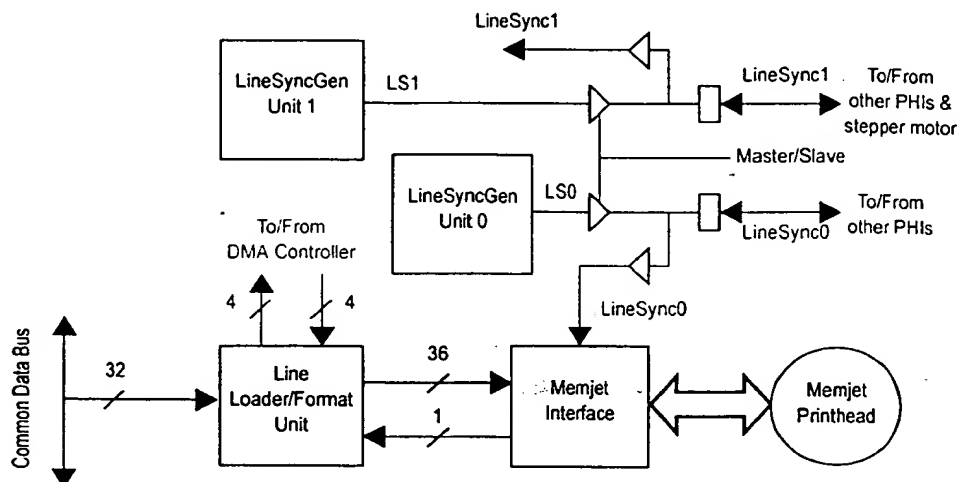 LineSync1
LineSyncGen
Unit 1
LS1
LineSync1
To/From
other PHIs &
stepper motor
Master/Slave
LineSyncGen
Unit 0
LS0
To/From
other PHIs
LineSync0
To/From
DMA Controller
4
4
LineSync0
Common Data Bus
32
Line
Loader/Format
Unit
36
1
Memjet
Interface
Memjet
Printhead